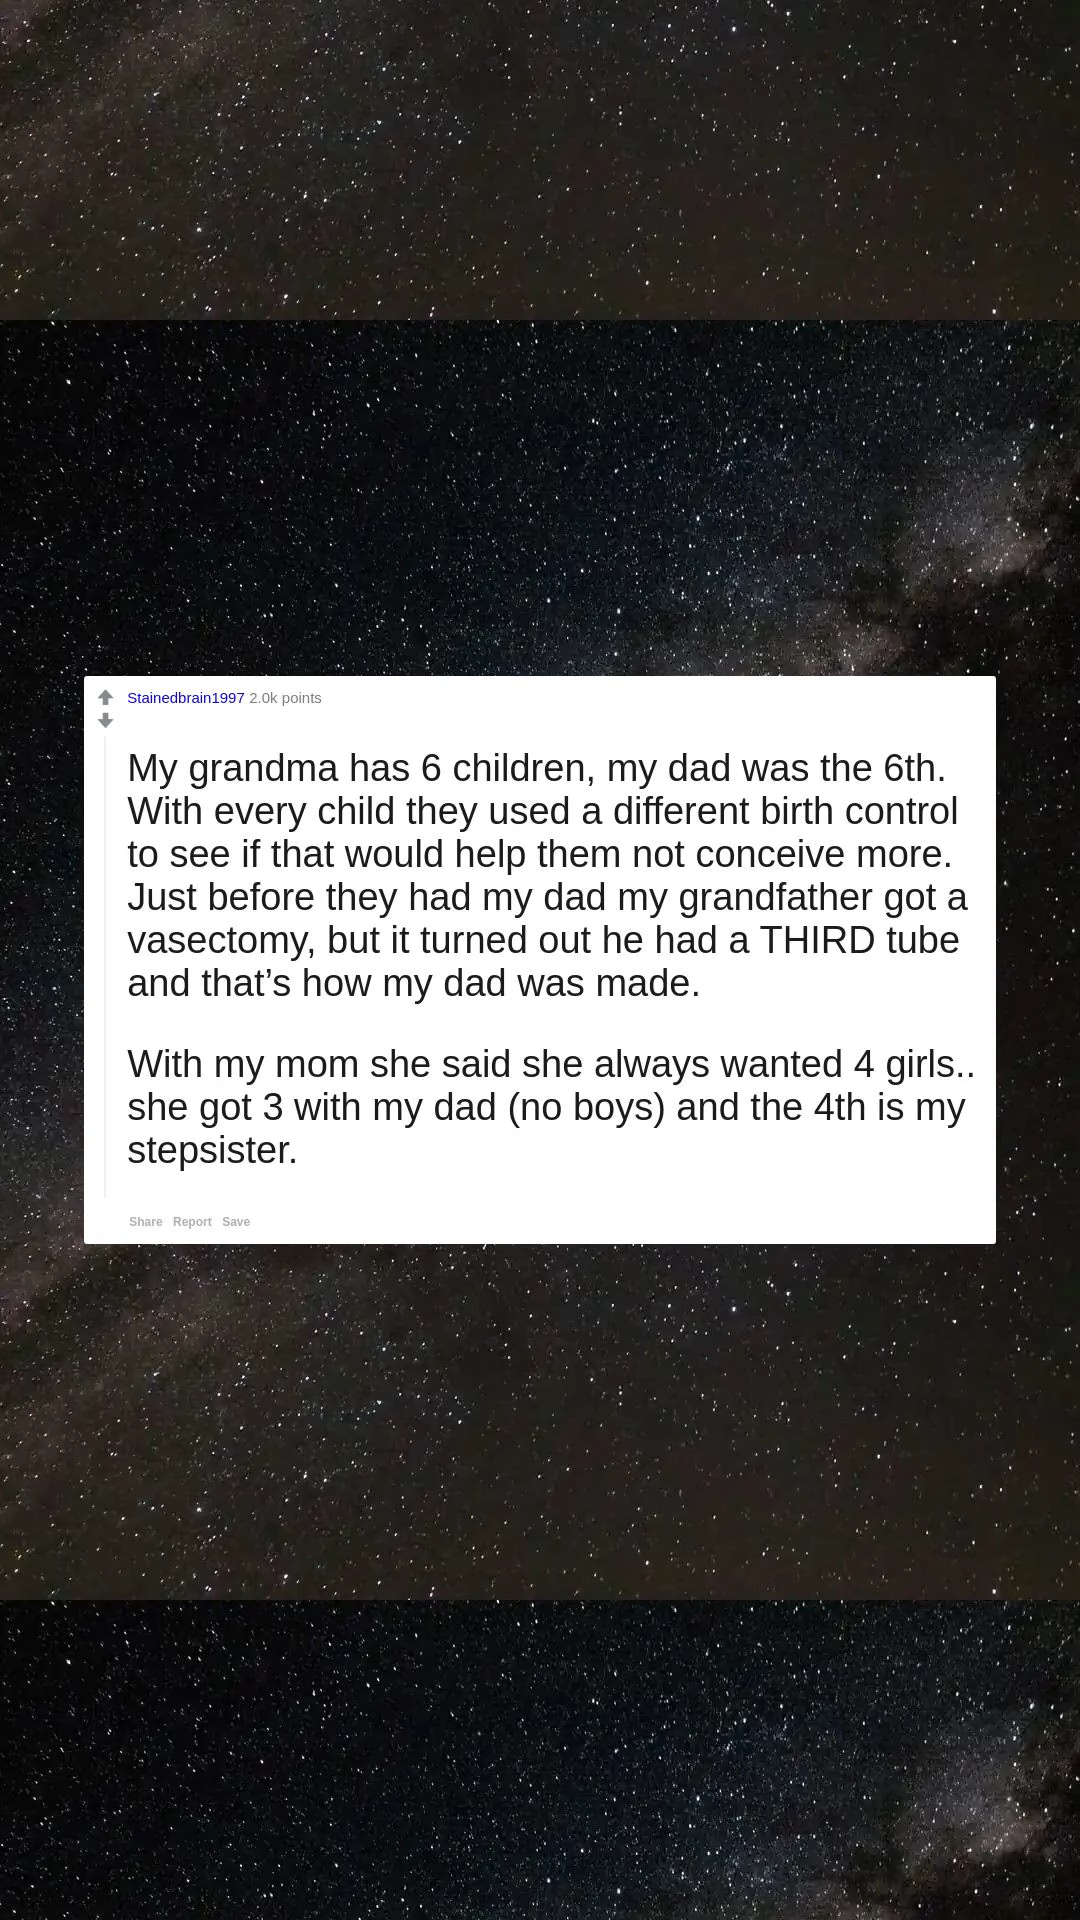 Stainedbrain1997 2.0k points
My grandma has 6 children, my dad was the 6th.
With every child they used a different birth control
to see if that would help them not conceive more.
Just before they had my dad my grandfather got a
vasectomy, but it turned out he had a THIRD tube
and that’s how my dad was made.
With my mom she said she always wanted 4 girls..
she got 3 with my dad (no boys) and the 4th is my
stepsister.
Share Report Save